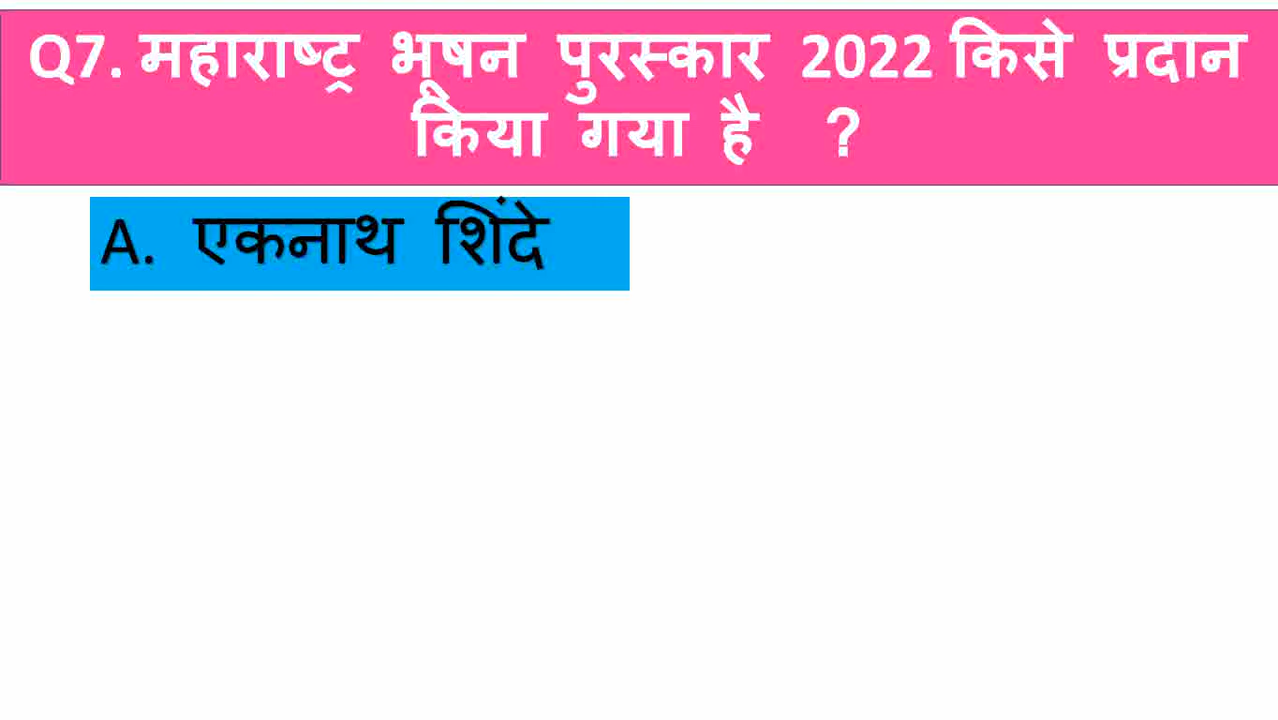 Q7. महाराष्ट्र भूषन पुरस्कार 2022 किसे प्रदान
किया गया है ?
A. एकनाथ शिंदे